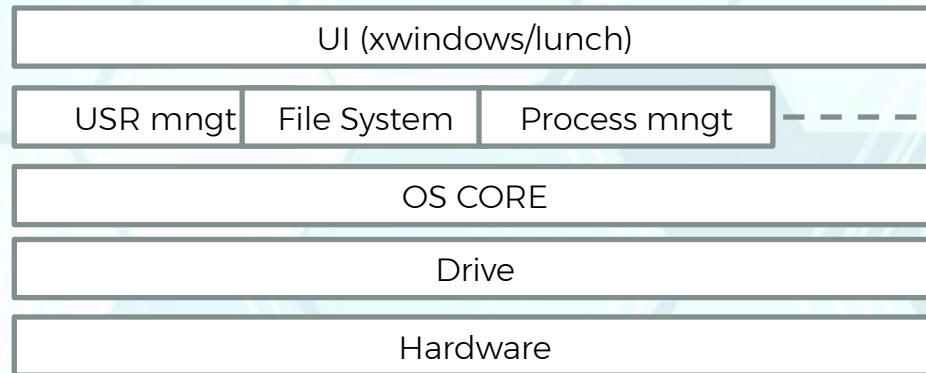 UI (xwindows/lunch)
USR mngt File System Process mngt
OS CORE
Drive
Hardware